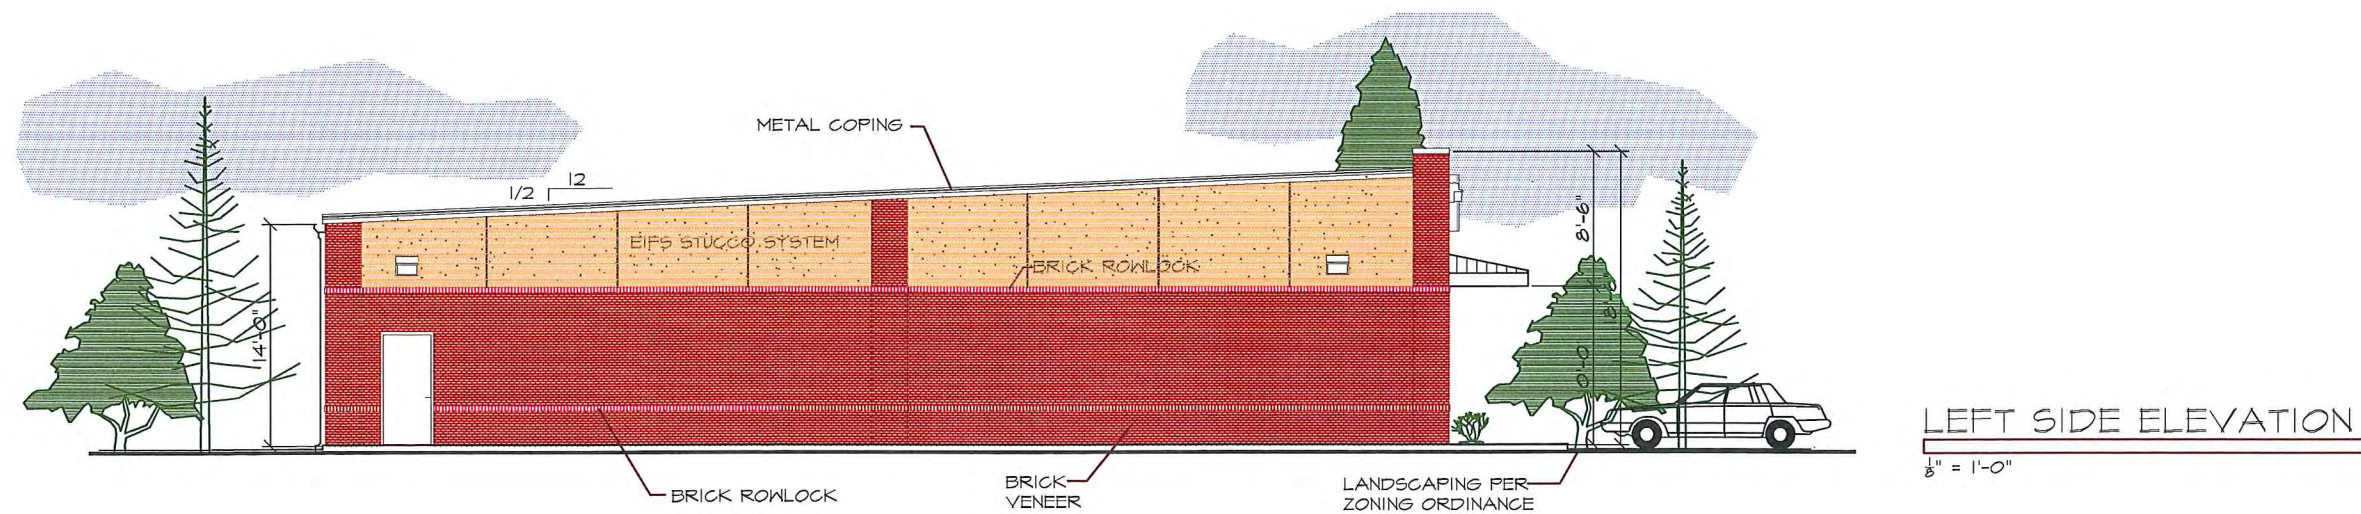 METAL COPING
12
1/2
EIFS STUCCO SYSTEM
BRICK ROWLOCK
8'-6"
14'-0"
LEFT SIDE ELEVATION
1/8" = 1'-0"
BRICK ROWLOCK
BRICK
VENEER
LANDSCAPING PER
ZONING ORDINANCE